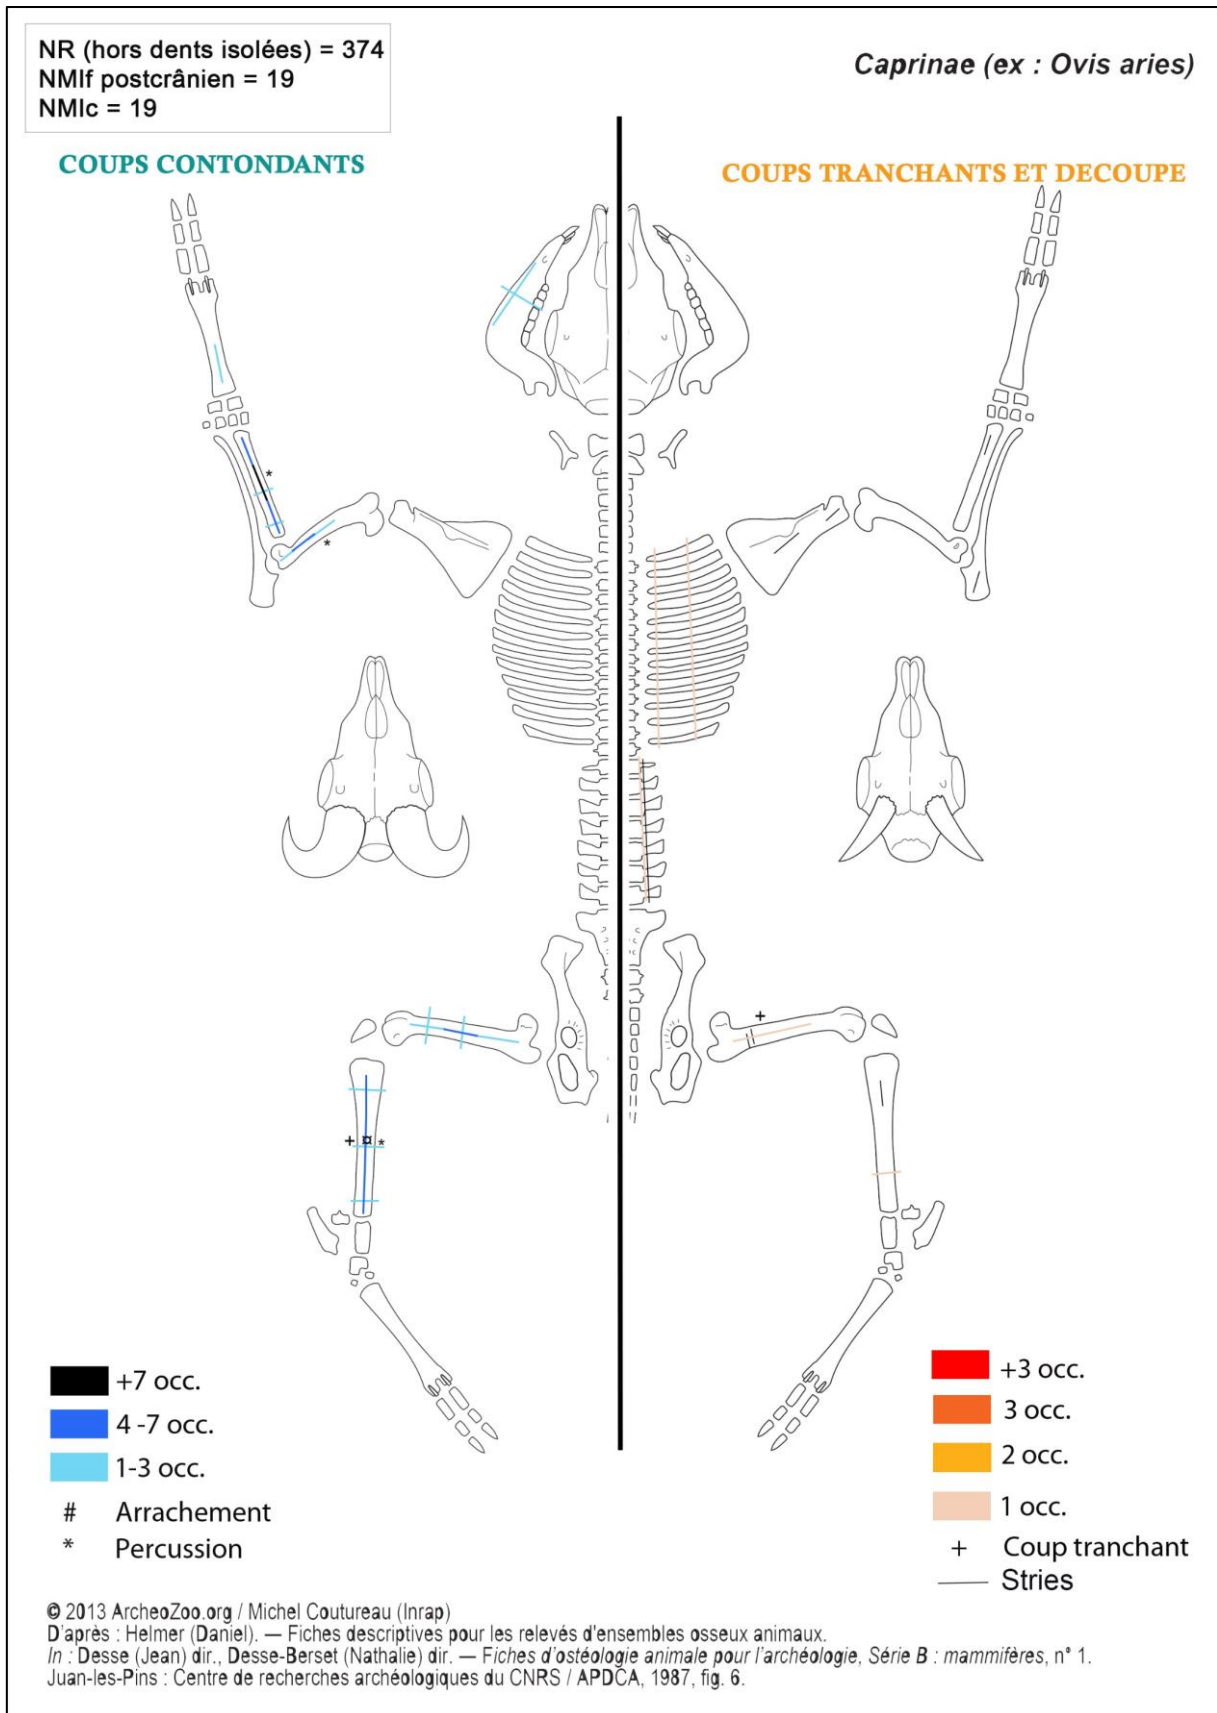 NR (hors dents isolées) = 374
NMIf postcrânien = 19
NMIc = 19
Caprinae (ex : Ovis aries)
COUPS CONTONDANTS
COUPS TRANCHANTS ET DECOUPE
*
*
+
+ ¤ *
+7 occ.
4 -7 occ.
1-3 occ.
# Arrachement
* Percussion
+3 occ.
3 occ.
2 occ.
1 occ.
+ Coup tranchant
Stries
© 2013 ArcheoZoo.org / Michel Coutureau (Inrap)
D'après : Helmer (Daniel). — Fiches descriptives pour les relevés d'ensembles osseux animaux.
In : Desse (Jean) dir., Desse-Berset (Nathalie) dir. — Fiches d'ostéologie animale pour l'archéologie, Série B : mammifères, n° 1.
Juan-les-Pins : Centre de recherches archéologiques du CNRS / APDCA, 1987, fig. 6.